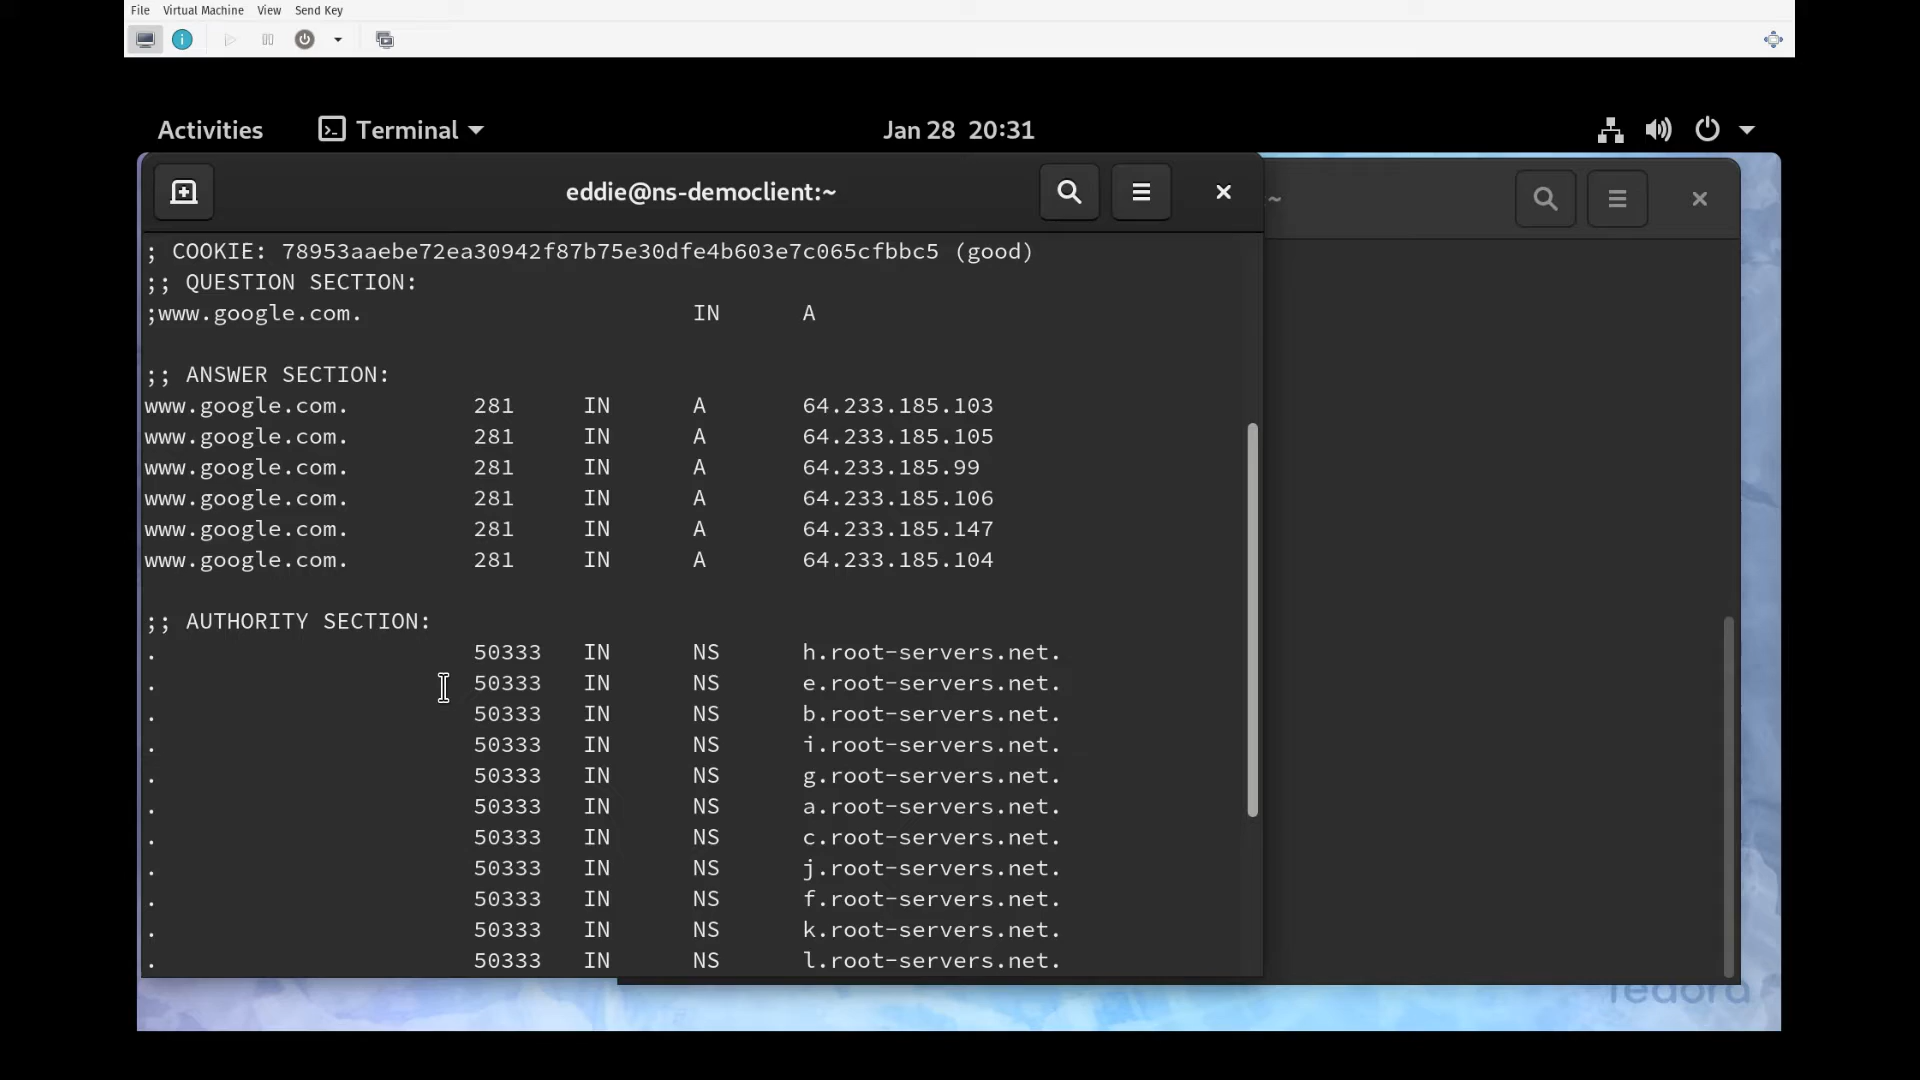 File Virtual Machine View Send Key
Activities Terminal Jan 28 20:31
eddie@ns-democlient:~
~
; COOKIE: 78953aaebe72ea30942f87b75e30dfe4b603e7c065cfbbc5 (good)
;; QUESTION SECTION:
;www.google.com. IN A
;; ANSWER SECTION:
www.google.com. 281 IN A 64.233.185.103
www.google.com. 281 IN A 64.233.185.105
www.google.com. 281 IN A 64.233.185.99
www.google.com. 281 IN A 64.233.185.106
www.google.com. 281 IN A 64.233.185.147
www.google.com. 281 IN A 64.233.185.104
;; AUTHORITY SECTION:
. 50333 IN NS h.root-servers.net.
. 50333 IN NS e.root-servers.net.
. 50333 IN NS b.root-servers.net.
. 50333 IN NS i.root-servers.net.
. 50333 IN NS g.root-servers.net.
. 50333 IN NS a.root-servers.net.
. 50333 IN NS c.root-servers.net.
. 50333 IN NS j.root-servers.net.
. 50333 IN NS f.root-servers.net.
. 50333 IN NS k.root-servers.net.
. 50333 IN NS l.root-servers.net.
fedora